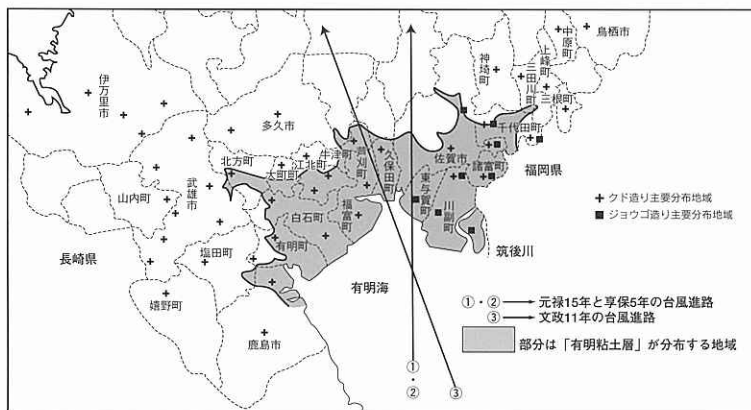 鳥栖市
中原町
上峰町
三田川町
三根町
神埼町
千代田町
伊万里市
多久市
牛津町
芦刈町
久保田町
佐賀市
諸富町
福岡県
北方町
大町町
江北町
東与賀町
川副町
武雄市
山内町
白石町
福富町
有明町
塩田町
長崎県
嬉野町
鹿島市
有明海
筑後川
クド造り主要分布地域
ジョウゴ造り主要分布地域
①・②→元禄15年と享保5年の台風進路
③→文政11年の台風進路
部分は「有明粘土層」が分布する地域
①
・
②
③